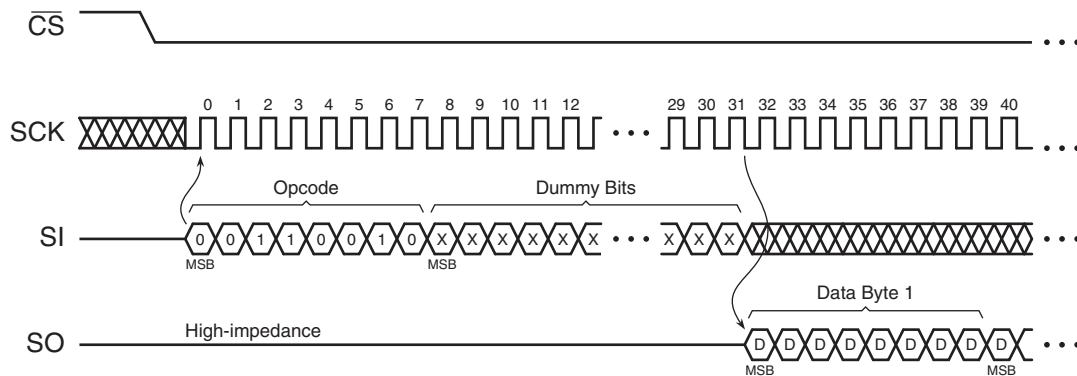 CS
0 1 2 3 4 5 6 7 8 9 10 11 12 29 30 31 32 33 34 35 36 37 38 39 40
SCK
Opcode Dummy Bits
SI 0 0 1 1 0 0 1 0 X X X X X X X X X
MSB MSB
Data Byte 1
High-impedance
SO D D D D D D D D D
MSB MSB